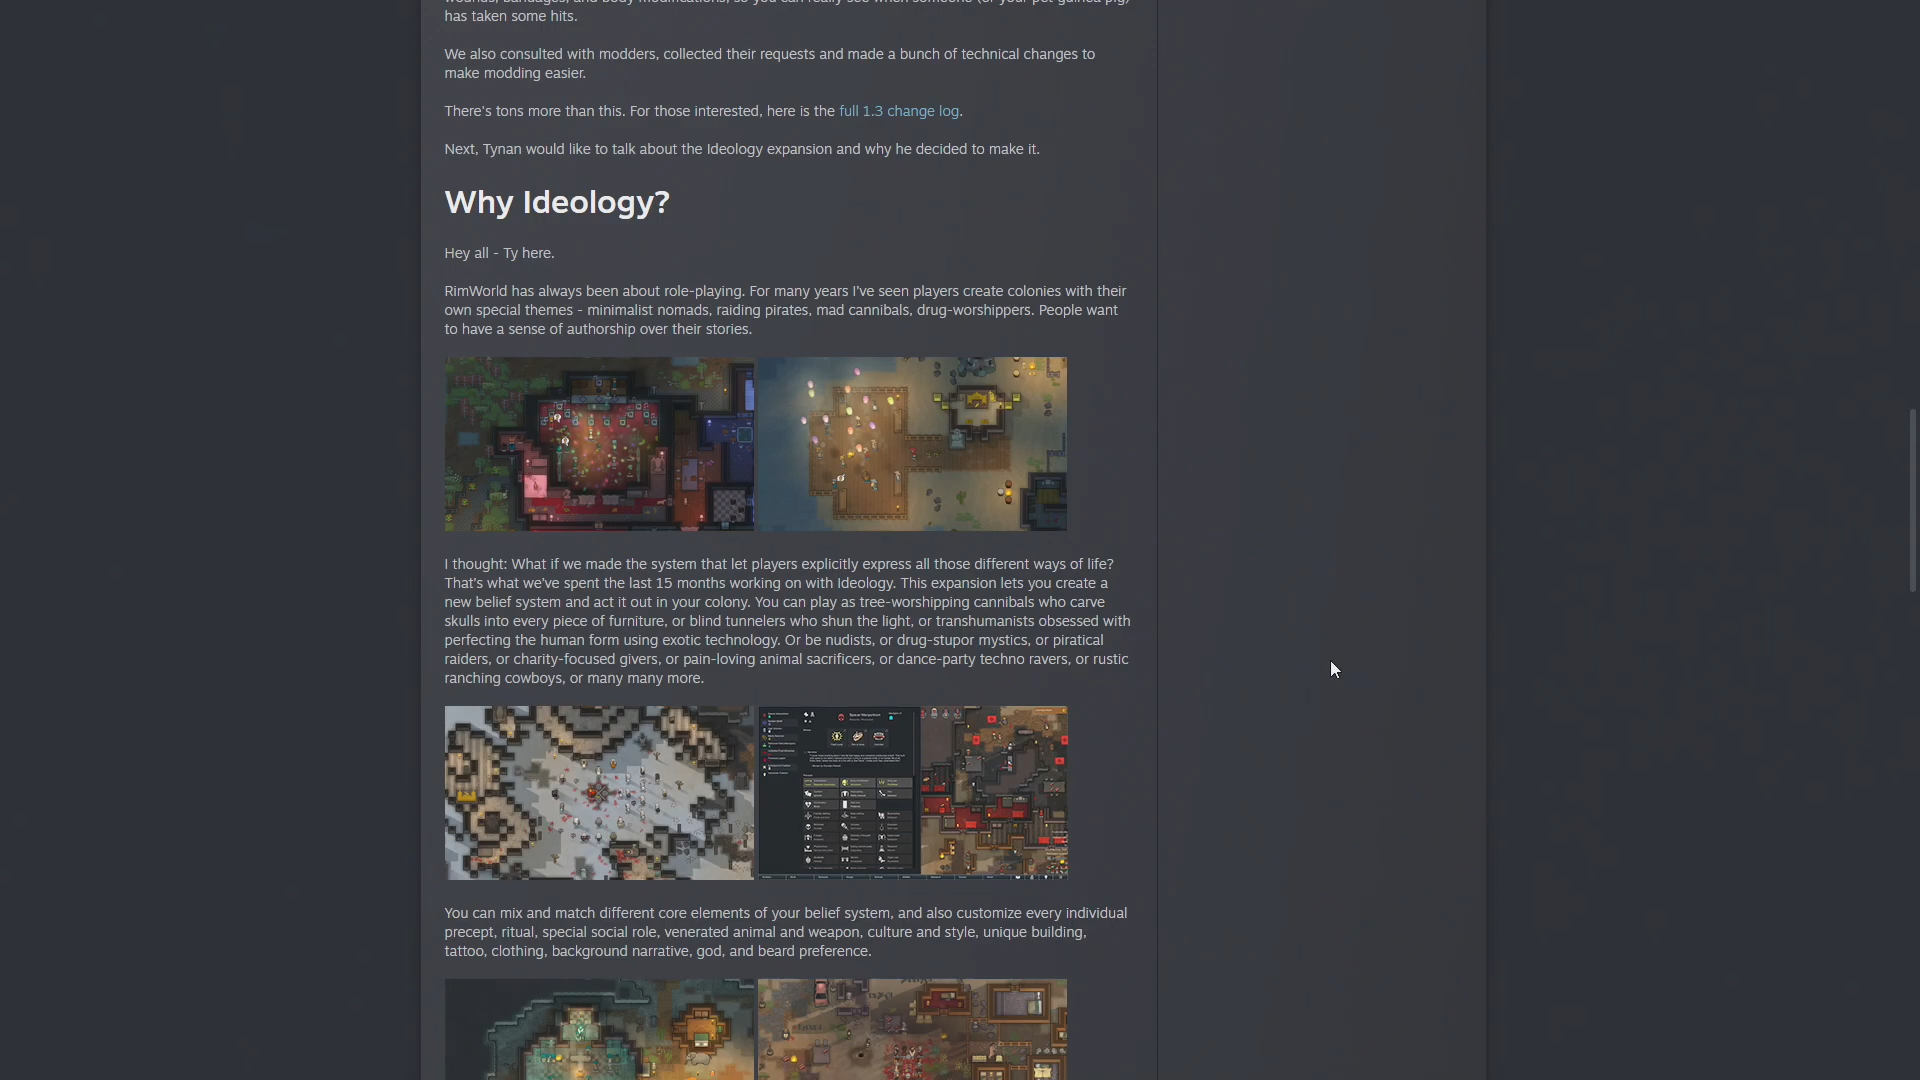 has taken some hits.
We also consulted with modders, collected their requests and made a bunch of technical changes to
make modding easier.
There's tons more than this. For those interested, here is the full 1.3 change log.
Next, Tynan would like to talk about the Ideology expansion and why he decided to make it.
Why Ideology?
Hey all - Ty here.
RimWorld has always been about role-playing. For many years I've seen players create colonies with their
own special themes - minimalist nomads, raiding pirates, mad cannibals, drug-worshippers. People want
to have a sense of authorship over their stories.
I thought: What if we made the system that let players explicitly express all those different ways of life?
That's what we've spent the last 15 months working on with Ideology. This expansion lets you create a
new belief system and act it out in your colony. You can play as tree-worshipping cannibals who carve
skulls into every piece of furniture, or blind tunnelers who shun the light, or transhumanists obsessed with
perfecting the human form using exotic technology. Or be nudists, or drug-stupor mystics, or piratical
raiders, or charity-focused givers, or pain-loving animal sacrificers, or dance-party techno ravers, or rustic
ranching cowboys, or many many more.
You can mix and match different core elements of your belief system, and also customize every individual
precept, ritual, special social role, venerated animal and weapon, culture and style, unique building,
tattoo, clothing, background narrative, god, and beard preference.